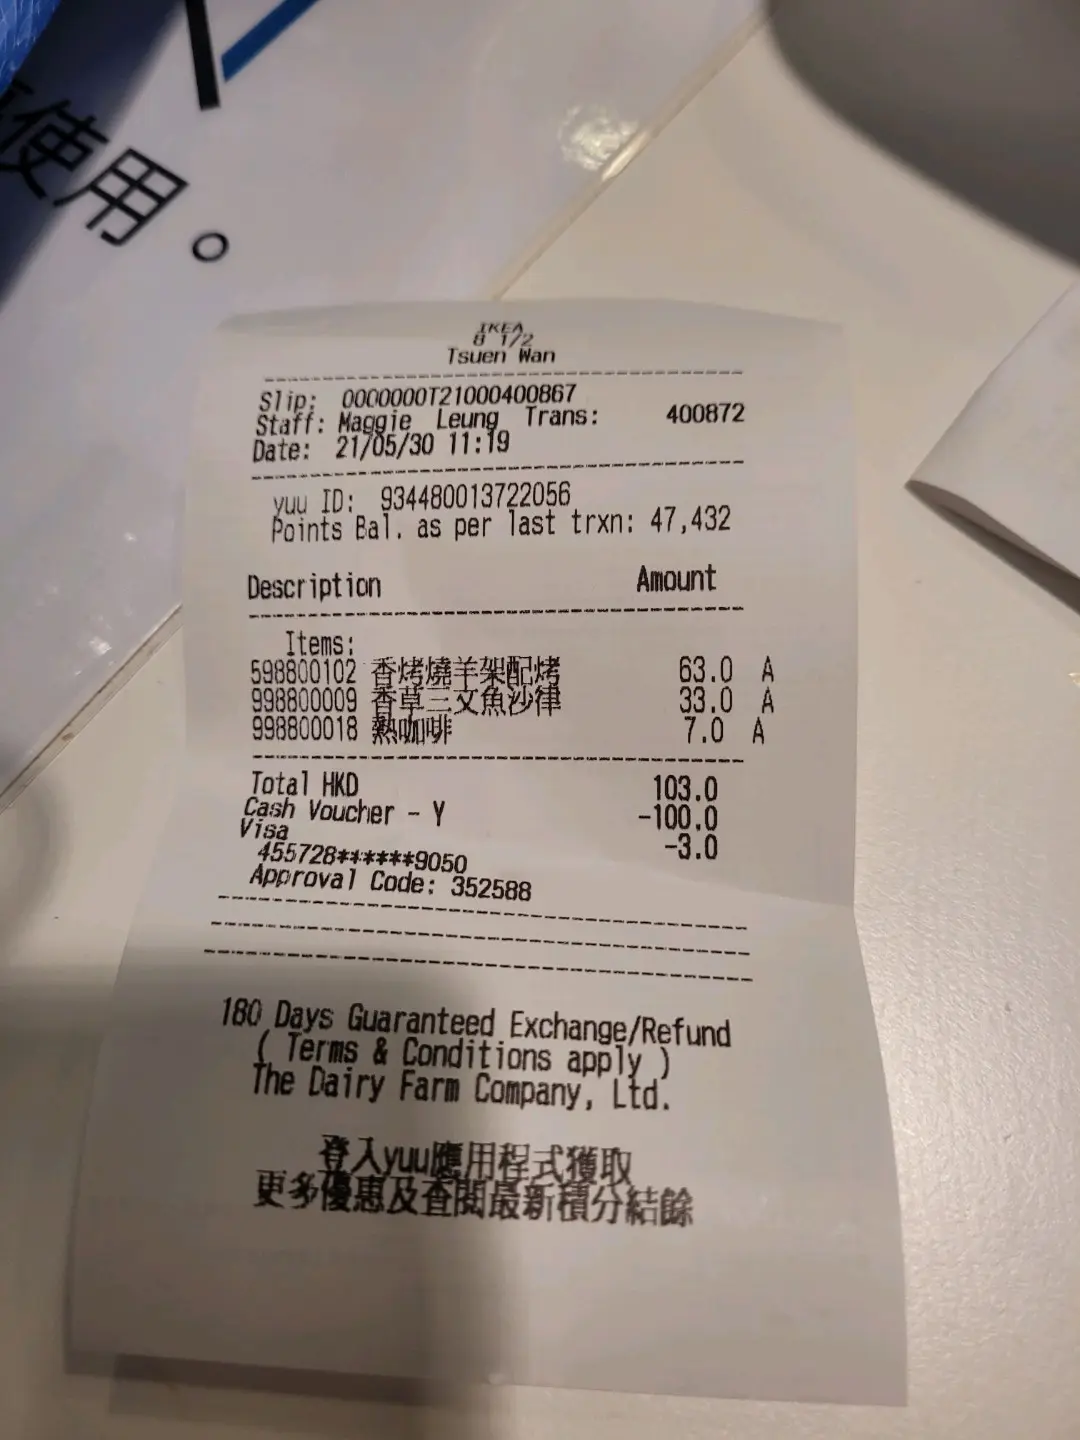 使用。
IKEA
8 1/2
Tsuen Wan
Slip: 0000000T21000400867
Staff: Maggie Leung Trans: 400872
Date: 21/05/30 11:19
yuu ID: 934480013722056
Points Bal. as per last trxn: 47,432
Description Amount
Items:
598800102 香烤燒羊架配烤 63.0 A
998800009 香草三文魚沙律 33.0 A
998800018 熱咖啡 7.0 A
Total HKD 103.0
Cash Voucher - Y -100.0
Visa -3.0
455728******9050
Approval Code: 352588
180 Days Guaranteed Exchange/Refund
( Terms & Conditions apply )
The Dairy Farm Company, Ltd.
登入yuu應用程式獲取
更多優惠及查閱最新積分結餘